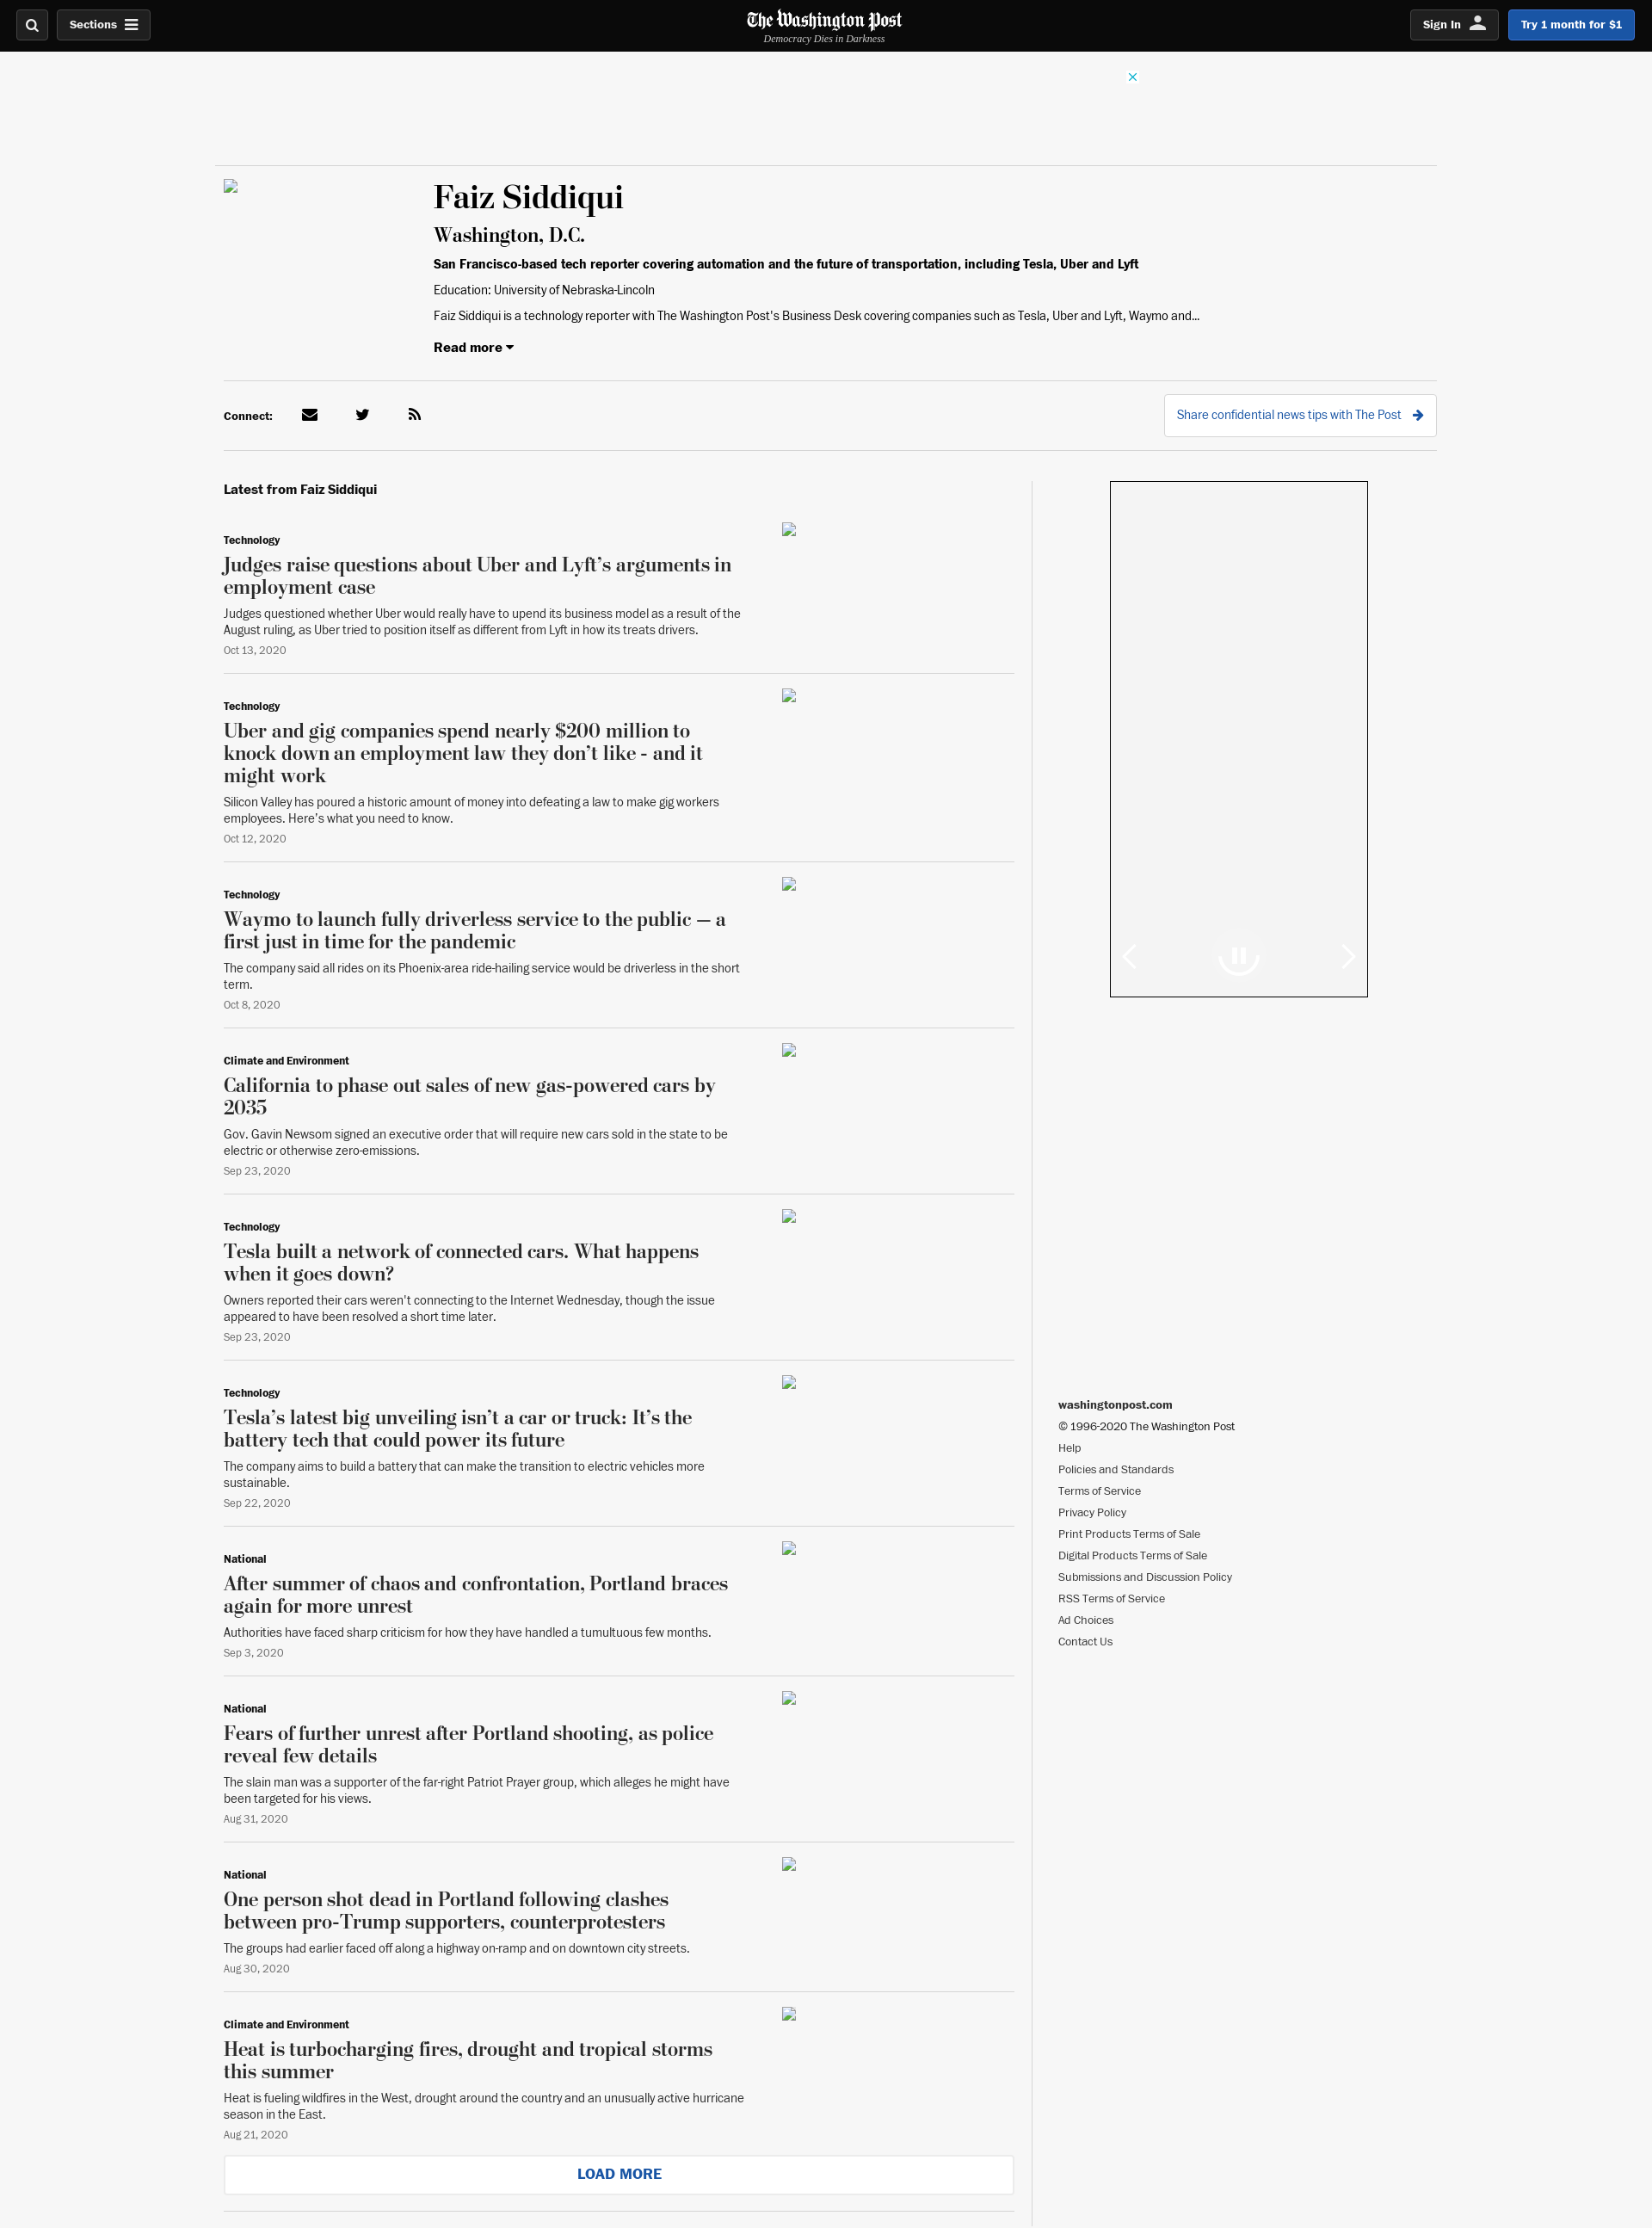 Sections
The Washington Post
Democracy Dies in Darkness
Sign In
Try 1 month for $1
Faiz Siddiqui
Washington, D.C.
San Francisco-based tech reporter covering automation and the future of transportation, including Tesla, Uber and Lyft
Education: University of Nebraska-Lincoln
Faiz Siddiqui is a technology reporter with The Washington Post's Business Desk covering companies such as Tesla, Uber and Lyft, Waymo and...
Read more
Connect:
Share confidential news tips with The Post
Latest from Faiz Siddiqui
Technology
Judges raise questions about Uber and Lyft’s arguments in
employment case
Judges questioned whether Uber would really have to upend its business model as a result of the
August ruling, as Uber tried to position itself as different from Lyft in how its treats drivers.
Oct 13, 2020
Technology
Uber and gig companies spend nearly $200 million to
knock down an employment law they don’t like - and it
might work
Silicon Valley has poured a historic amount of money into defeating a law to make gig workers
employees. Here’s what you need to know.
Oct 12, 2020
Technology
Waymo to launch fully driverless service to the public — a
first just in time for the pandemic
The company said all rides on its Phoenix-area ride-hailing service would be driverless in the short
term.
Oct 8, 2020
Climate and Environment
California to phase out sales of new gas-powered cars by
2035
Gov. Gavin Newsom signed an executive order that will require new cars sold in the state to be
electric or otherwise zero-emissions.
Sep 23, 2020
Technology
Tesla built a network of connected cars. What happens
when it goes down?
Owners reported their cars weren't connecting to the Internet Wednesday, though the issue
appeared to have been resolved a short time later.
Sep 23, 2020
Technology
Tesla’s latest big unveiling isn’t a car or truck: It’s the
battery tech that could power its future
The company aims to build a battery that can make the transition to electric vehicles more
sustainable.
Sep 22, 2020
National
After summer of chaos and confrontation, Portland braces
again for more unrest
Authorities have faced sharp criticism for how they have handled a tumultuous few months.
Sep 3, 2020
National
Fears of further unrest after Portland shooting, as police
reveal few details
The slain man was a supporter of the far-right Patriot Prayer group, which alleges he might have
been targeted for his views.
Aug 31, 2020
National
One person shot dead in Portland following clashes
between pro-Trump supporters, counterprotesters
The groups had earlier faced off along a highway on-ramp and on downtown city streets.
Aug 30, 2020
Climate and Environment
Heat is turbocharging fires, drought and tropical storms
this summer
Heat is fueling wildfires in the West, drought around the country and an unusually active hurricane
season in the East.
Aug 21, 2020
LOAD MORE
washingtonpost.com
© 1996-2020 The Washington Post
Help
Policies and Standards
Terms of Service
Privacy Policy
Print Products Terms of Sale
Digital Products Terms of Sale
Submissions and Discussion Policy
RSS Terms of Service
Ad Choices
Contact Us